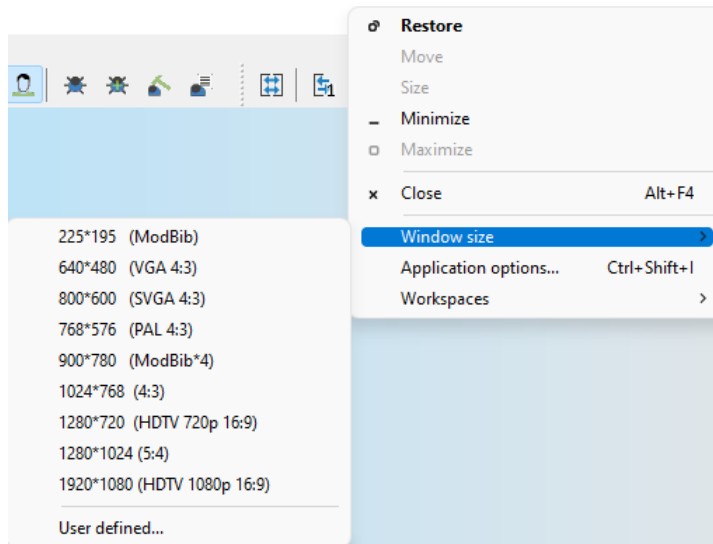 Restore
Move
Size
Minimize
Maximize
Close Alt+F4
Window size
Application options... Ctrl+Shift+I
Workspaces
225*195 (ModBib)
640*480 (VGA 4:3)
800*600 (SVGA 4:3)
768*576 (PAL 4:3)
900*780 (ModBib*4)
1024*768 (4:3)
1280*720 (HDTV 720p 16:9)
1280*1024 (5:4)
1920*1080 (HDTV 1080p 16:9)
User defined...
1